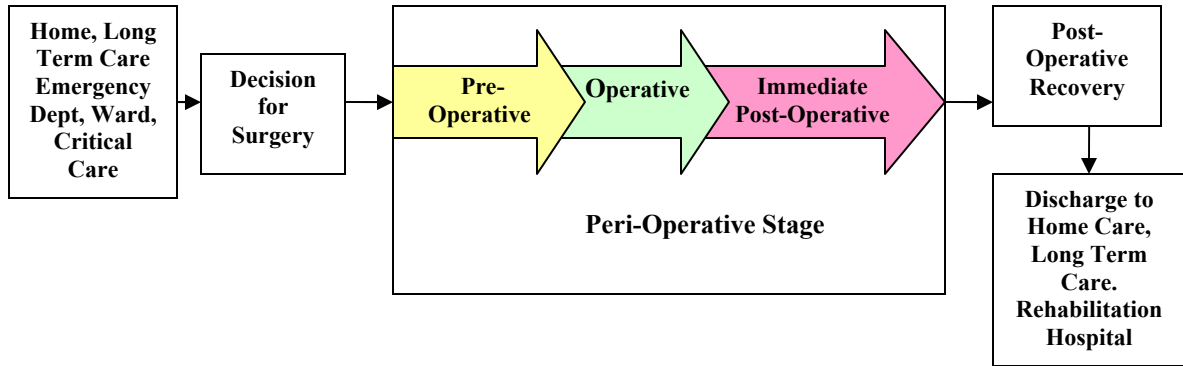 Home, Long
Term Care
Emergency
Dept, Ward,
Critical
Care
Decision
for
Surgery
Pre-
Operative
Operative
Immediate
Post-Operative
Peri-Operative Stage
Post-
Operative
Recovery
Discharge to
Home Care,
Long Term
Care.
Rehabilitation
Hospital